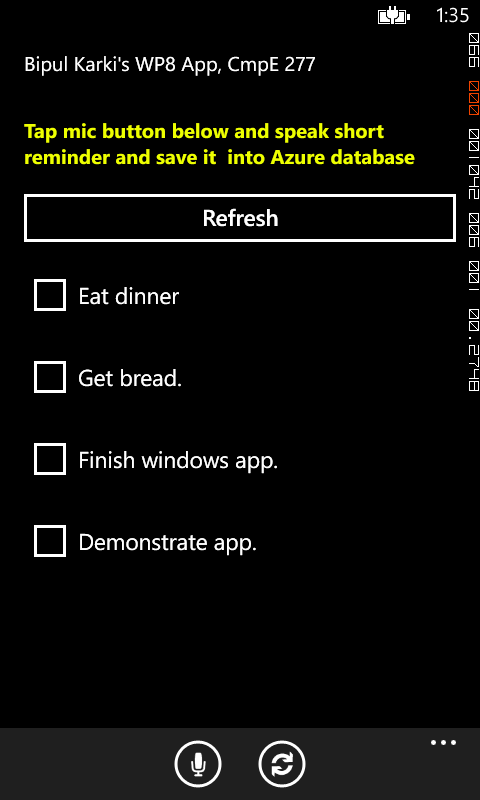 1:35
Bipul Karki's WP8 App, CmpE 277
Tap mic button below and speak short
reminder and save it  into Azure database
Refresh
Eat dinner
Get bread.
Finish windows app.
Demonstrate app.
056 000 001042 006 001 00.2748